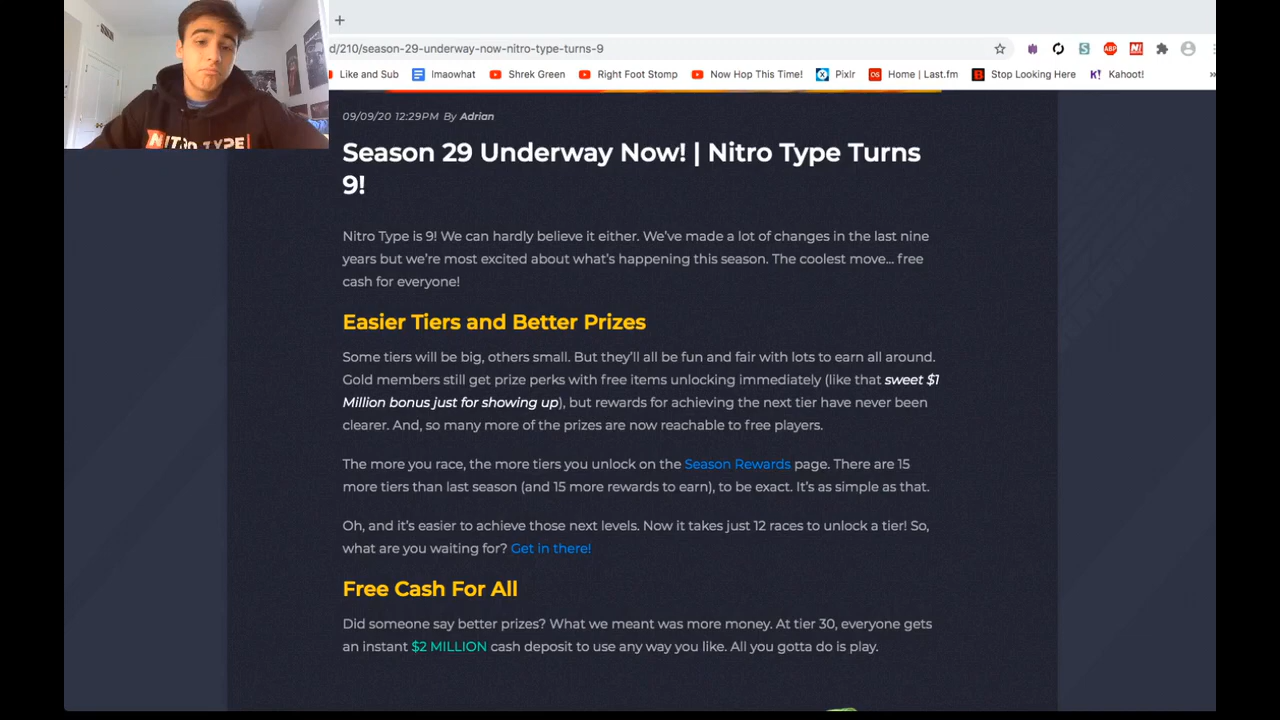 +
d/210/season-29-underway-now-nitro-type-turns-9
ABP N!
Like and Sub lmaowhat Shrek Green Right Foot Stomp Now Hop This Time! Pixlr Home | Last.fm Stop Looking Here K! Kahoot! »
09/09/20 12:29PM By Adrian
NITRO TYPE
Season 29 Underway Now! | Nitro Type Turns
9!
Nitro Type is 9! We can hardly believe it either. We've made a lot of changes in the last nine
years but we're most excited about what's happening this season. The coolest move... free
cash for everyone!
Easier Tiers and Better Prizes
Some tiers will be big, others small. But they'll all be fun and fair with lots to earn all around.
Gold members still get prize perks with free items unlocking immediately (like that sweet $1
Million bonus just for showing up), but rewards for achieving the next tier have never been
clearer. And, so many more of the prizes are now reachable to free players.
The more you race, the more tiers you unlock on the Season Rewards page. There are 15
more tiers than last season (and 15 more rewards to earn), to be exact. It's as simple as that.
Oh, and it's easier to achieve those next levels. Now it takes just 12 races to unlock a tier! So,
what are you waiting for? Get in there!
Free Cash For All
Did someone say better prizes? What we meant was more money. At tier 30, everyone gets
an instant $2 MILLION cash deposit to use any way you like. All you gotta do is play.